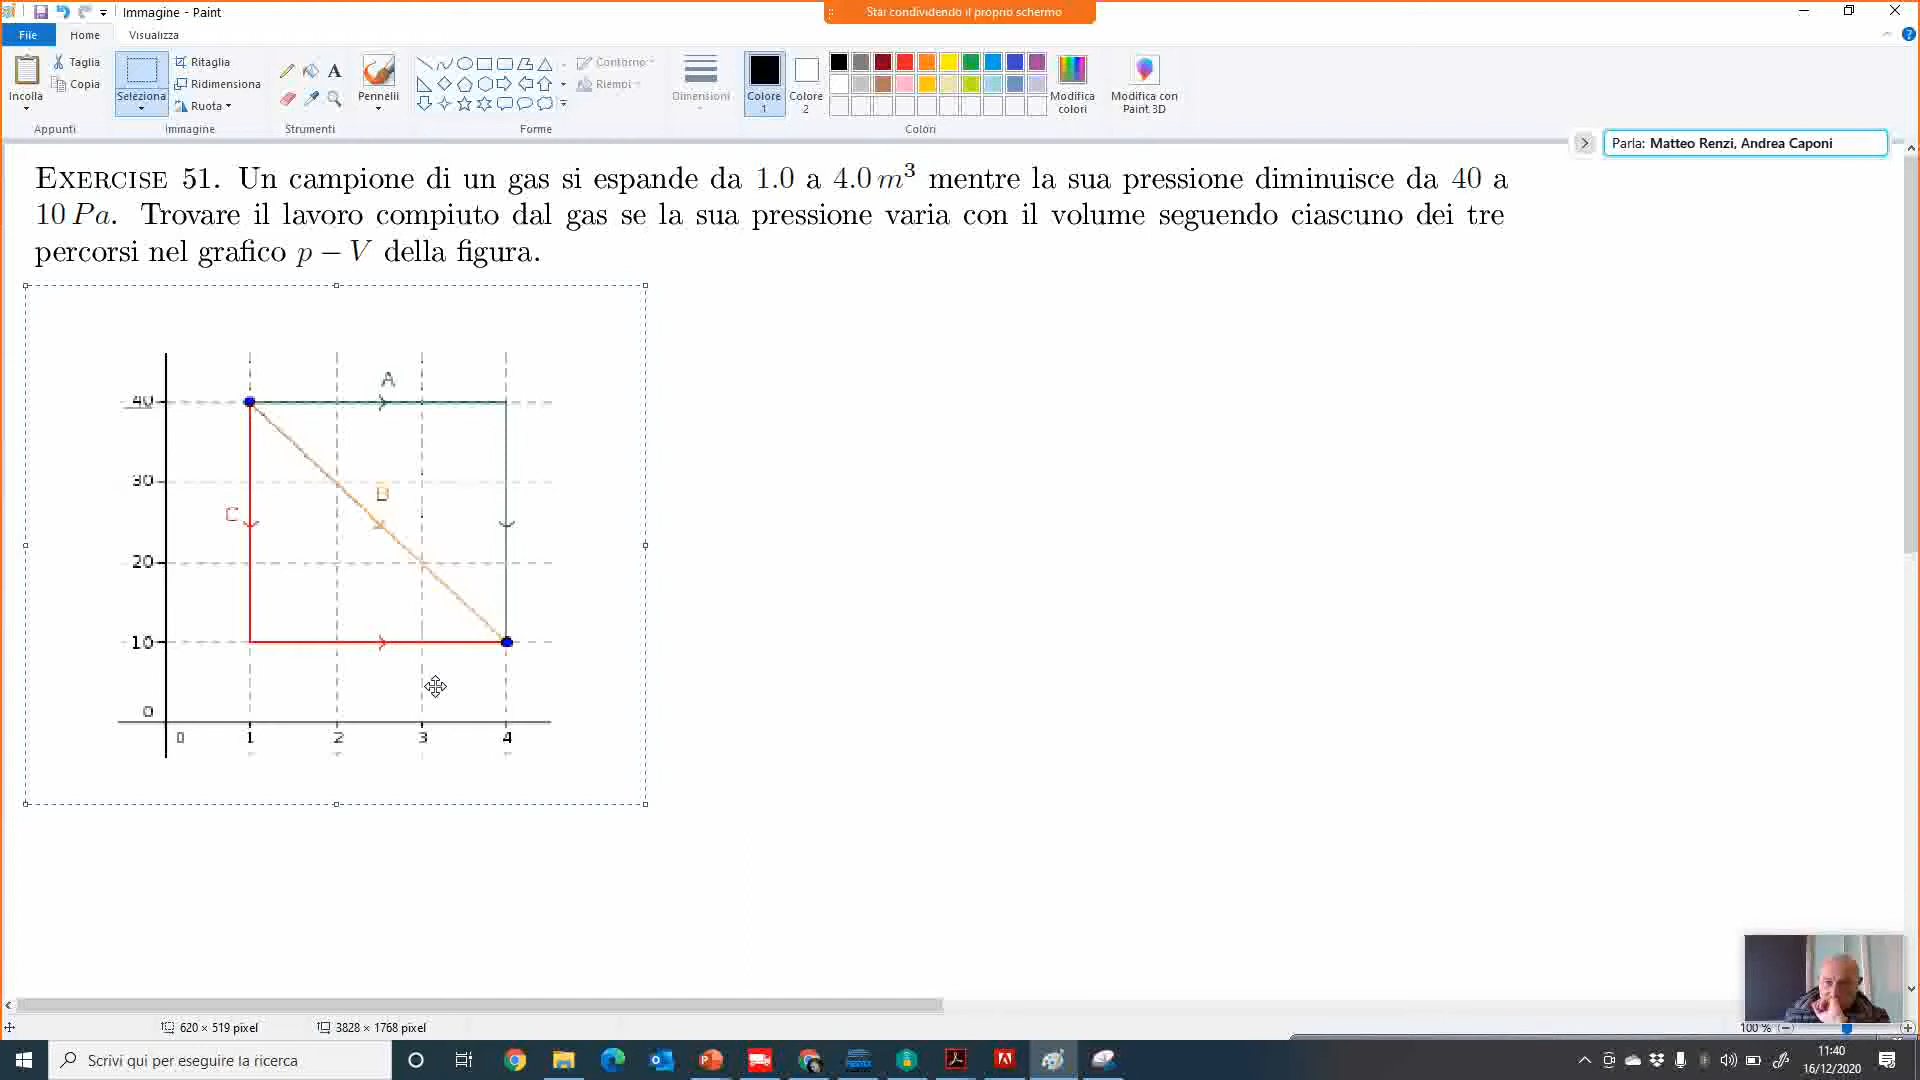 Immagine - Paint
Stai condividendo il proprio schermo
File Home Visualizza
Incolla
Taglia
Copia
Appunti
Seleziona
Ritaglia
Ridimensiona
Ruota
Immagine
A
Strumenti
Pennelli
Contorno
Riempi
Forme
Dimensioni
Colore 1
Colore 2
Modifica colori
Modifica con Paint 3D
Colori
Parla: Matteo Renzi, Andrea Caponi
EXERCISE 51. Un campione di un gas si espande da 1.0 a 4.0 m³ mentre la sua pressione diminuisce da 40 a
10 Pa. Trovare il lavoro compiuto dal gas se la sua pressione varia con il volume seguendo ciascuno dei tre
percorsi nel grafico p − V della figura.
A
40
30
B
C
20
10
0
0 1 2 3 4
620 × 519 pixel
3828 × 1768 pixel
100 %
Scrivi qui per eseguire la ricerca
11:40
16/12/2020